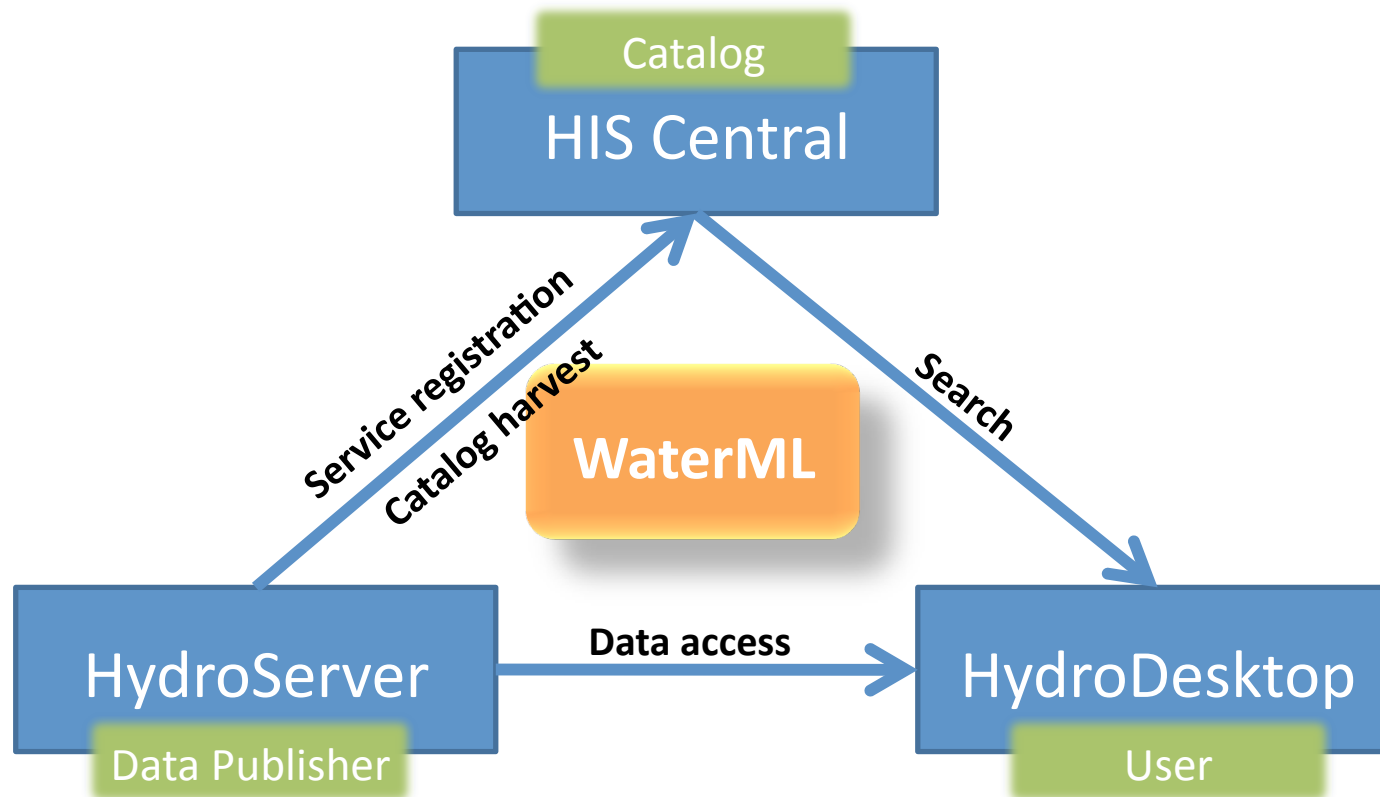 Catalog
HIS Central
Service registration
Catalog harvest
Search
WaterML
Data access
HydroServer
HydroDesktop
Data Publisher
User